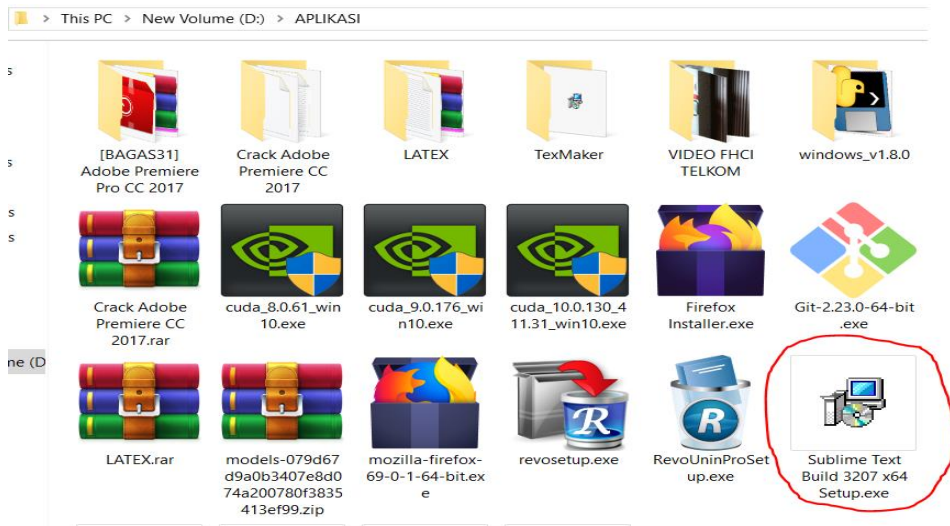 This PC > New Volume (D:) > APLIKASI
[BAGAS31]
Adobe Premiere
Pro CC 2017
Crack Adobe
Premiere CC
2017
LATEX
TexMaker
VIDEO FHCI
TELKOM
windows_v1.8.0
Crack Adobe
Premiere CC
2017.rar
cuda_8.0.61_win
10.exe
cuda_9.0.176_wi
n10.exe
cuda_10.0.130_4
11.31_win10.exe
Firefox
Installer.exe
Git-2.23.0-64-bit
.exe
me (D
LATEX.rar
models-079d67
d9a0b3407e8d0
74a200780f3835
413ef99.zip
mozilla-firefox-
69-0-1-64-bit.ex
e
revosetup.exe
RevoUninProSet
up.exe
Sublime Text
Build 3207 x64
Setup.exe